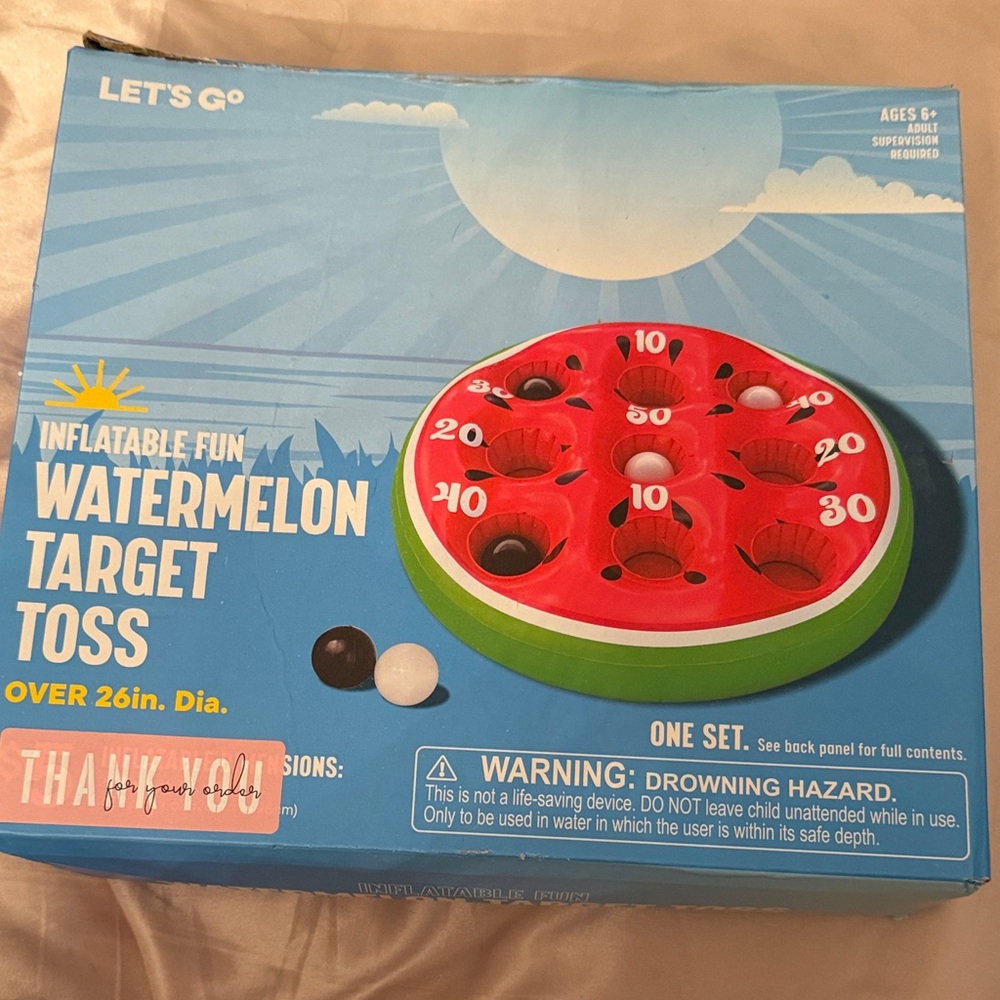 LET'S GO
AGES 6+
ADULT
SUPERVISION
REQUIRED
10
30
40
50
20
20
40
10
30
INFLATABLE FUN
WATERMELON
TARGET
TOSS
OVER 26in. Dia.
ONE SET. See back panel for full contents.
SIONS:
THANK YOU
for your order
m)
WARNING: DROWNING HAZARD.
This is not a life-saving device. DO NOT leave child unattended while in use.
Only to be used in water in which the user is within its safe depth.
INFLATABLE FUN